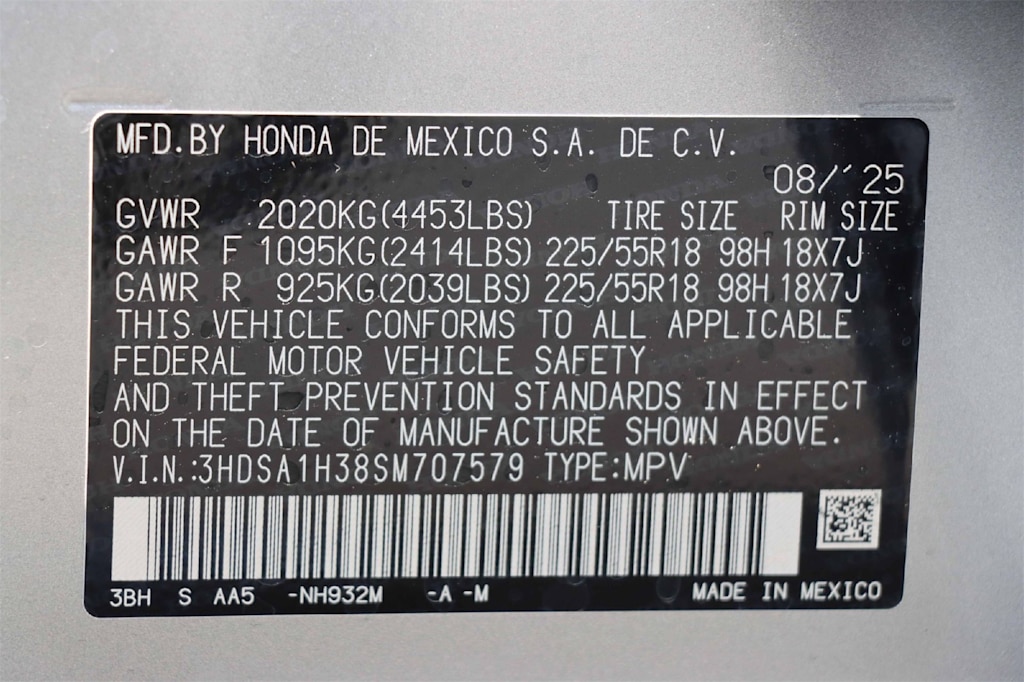 MFD.BY HONDA DE MEXICO S.A. DE C.V.
08/'25
GVWR 2020KG(4453LBS) TIRE SIZE RIM SIZE
GAWR F 1095KG(2414LBS) 225/55R18 98H 18X7J
GAWR R 925KG(2039LBS) 225/55R18 98H 18X7J
THIS VEHICLE CONFORMS TO ALL APPLICABLE
FEDERAL MOTOR VEHICLE SAFETY
AND THEFT PREVENTION STANDARDS IN EFFECT
ON THE DATE OF MANUFACTURE SHOWN ABOVE.
V.I.N.:3HDSA1H38SM707579 TYPE:MPV
3BH S AA5 -NH932M -A -M MADE IN MEXICO